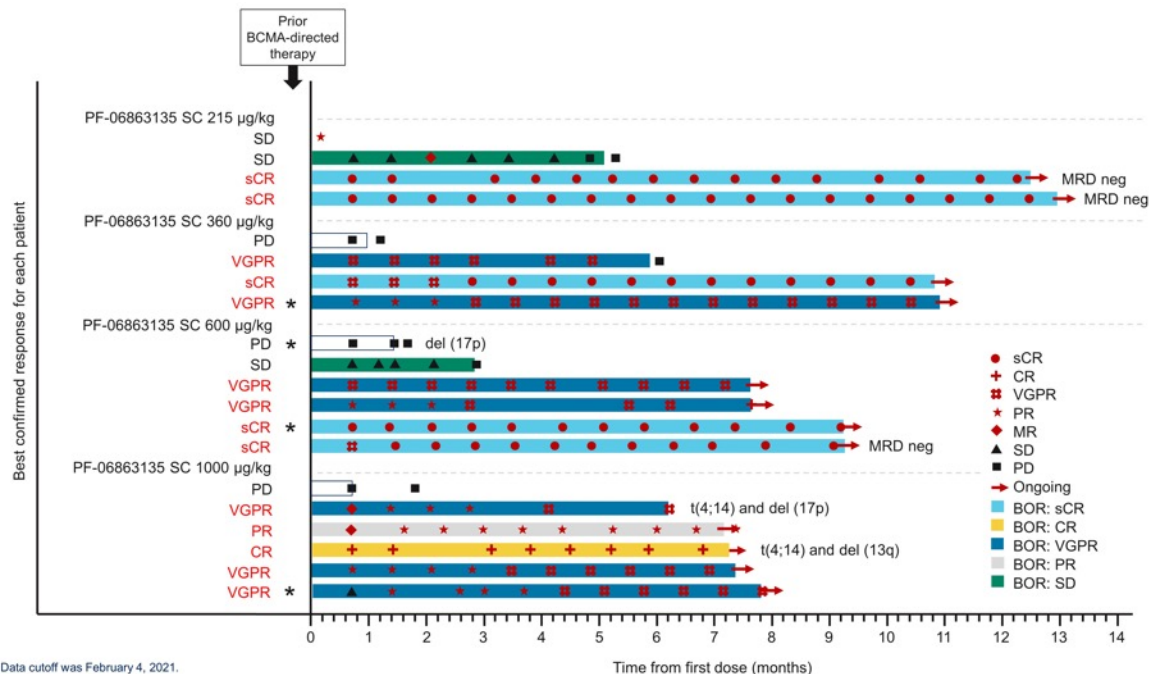 Prior
BCMA-directed
therapy
Best confirmed response for each patient
PF-06863135 SC 215 µg/kg
SD
SD
sCR MRD neg
sCR MRD neg
PF-06863135 SC 360 µg/kg
PD
VGPR
sCR
VGPR *
PF-06863135 SC 600 µg/kg
PD * del (17p)
SD
VGPR
VGPR
sCR *
sCR MRD neg
PF-06863135 SC 1000 µg/kg
PD
VGPR t(4;14) and del (17p)
PR
CR t(4;14) and del (13q)
VGPR
VGPR *
sCR
CR
VGPR
PR
MR
SD
PD
Ongoing
BOR: sCR
BOR: CR
BOR: VGPR
BOR: PR
BOR: SD
0 1 2 3 4 5 6 7 8 9 10 11 12 13 14
Time from first dose (months)
Data cutoff was February 4, 2021.